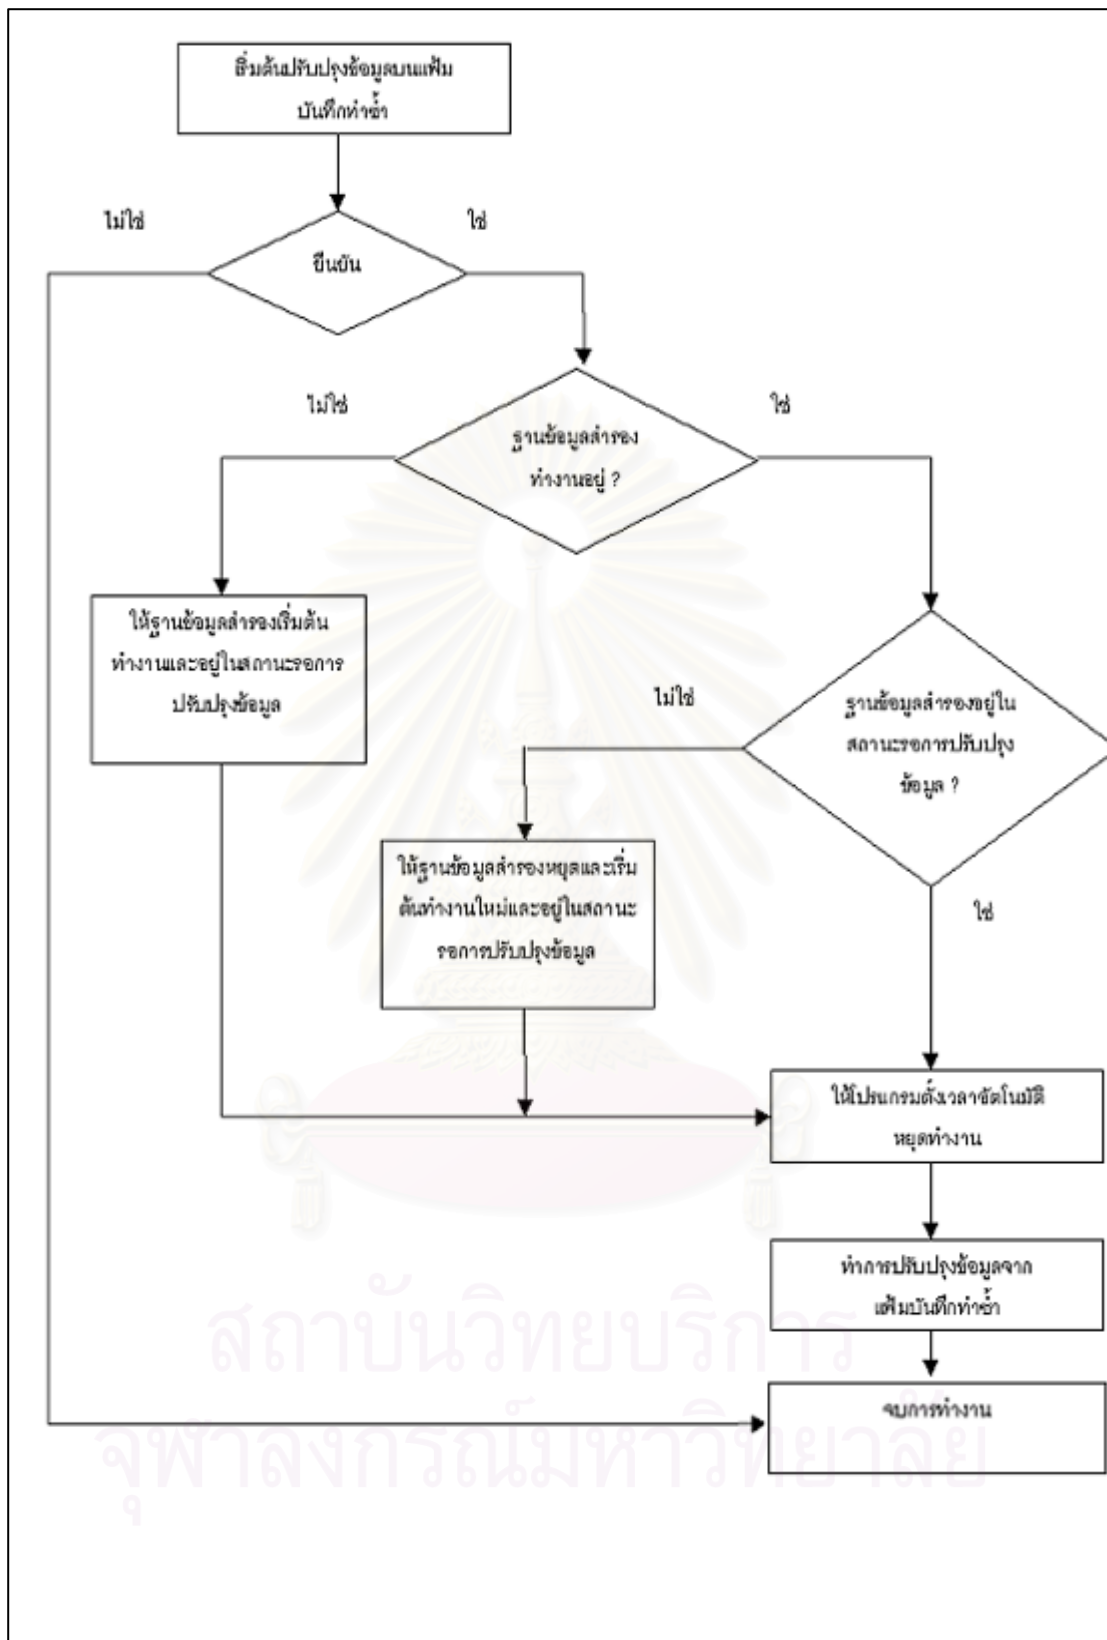 เริ่มต้นปรับปรุงข้อมูลบนแฟ้ม
บันทึกทำซ้ำ
ไม่ใช่
ใช่
ยืนยัน
ไม่ใช่
ใช่
ฐานข้อมูลสำรอง
ทำงานอยู่ ?
ให้ฐานข้อมูลสำรองเริ่มต้น
ทำงานและอยู่ในสถานะรอการ
ปรับปรุงข้อมูล
ไม่ใช่
ฐานข้อมูลสำรองอยู่ใน
สถานะรอการปรับปรุง
ข้อมูล ?
ให้ฐานข้อมูลสำรองหยุดและเริ่ม
ต้นทำงานใหม่และอยู่ในสถานะ
รอการปรับปรุงข้อมูล
ใช่
ให้โปรแกรมตั้งเวลาอัตโนมัติ
หยุดทำงาน
ทำการปรับปรุงข้อมูลจาก
แฟ้มบันทึกทำซ้ำ
จบการทำงาน
สถาบันวิทยบริการ
จุฬาลงกรณ์มหาวิทยาลัย